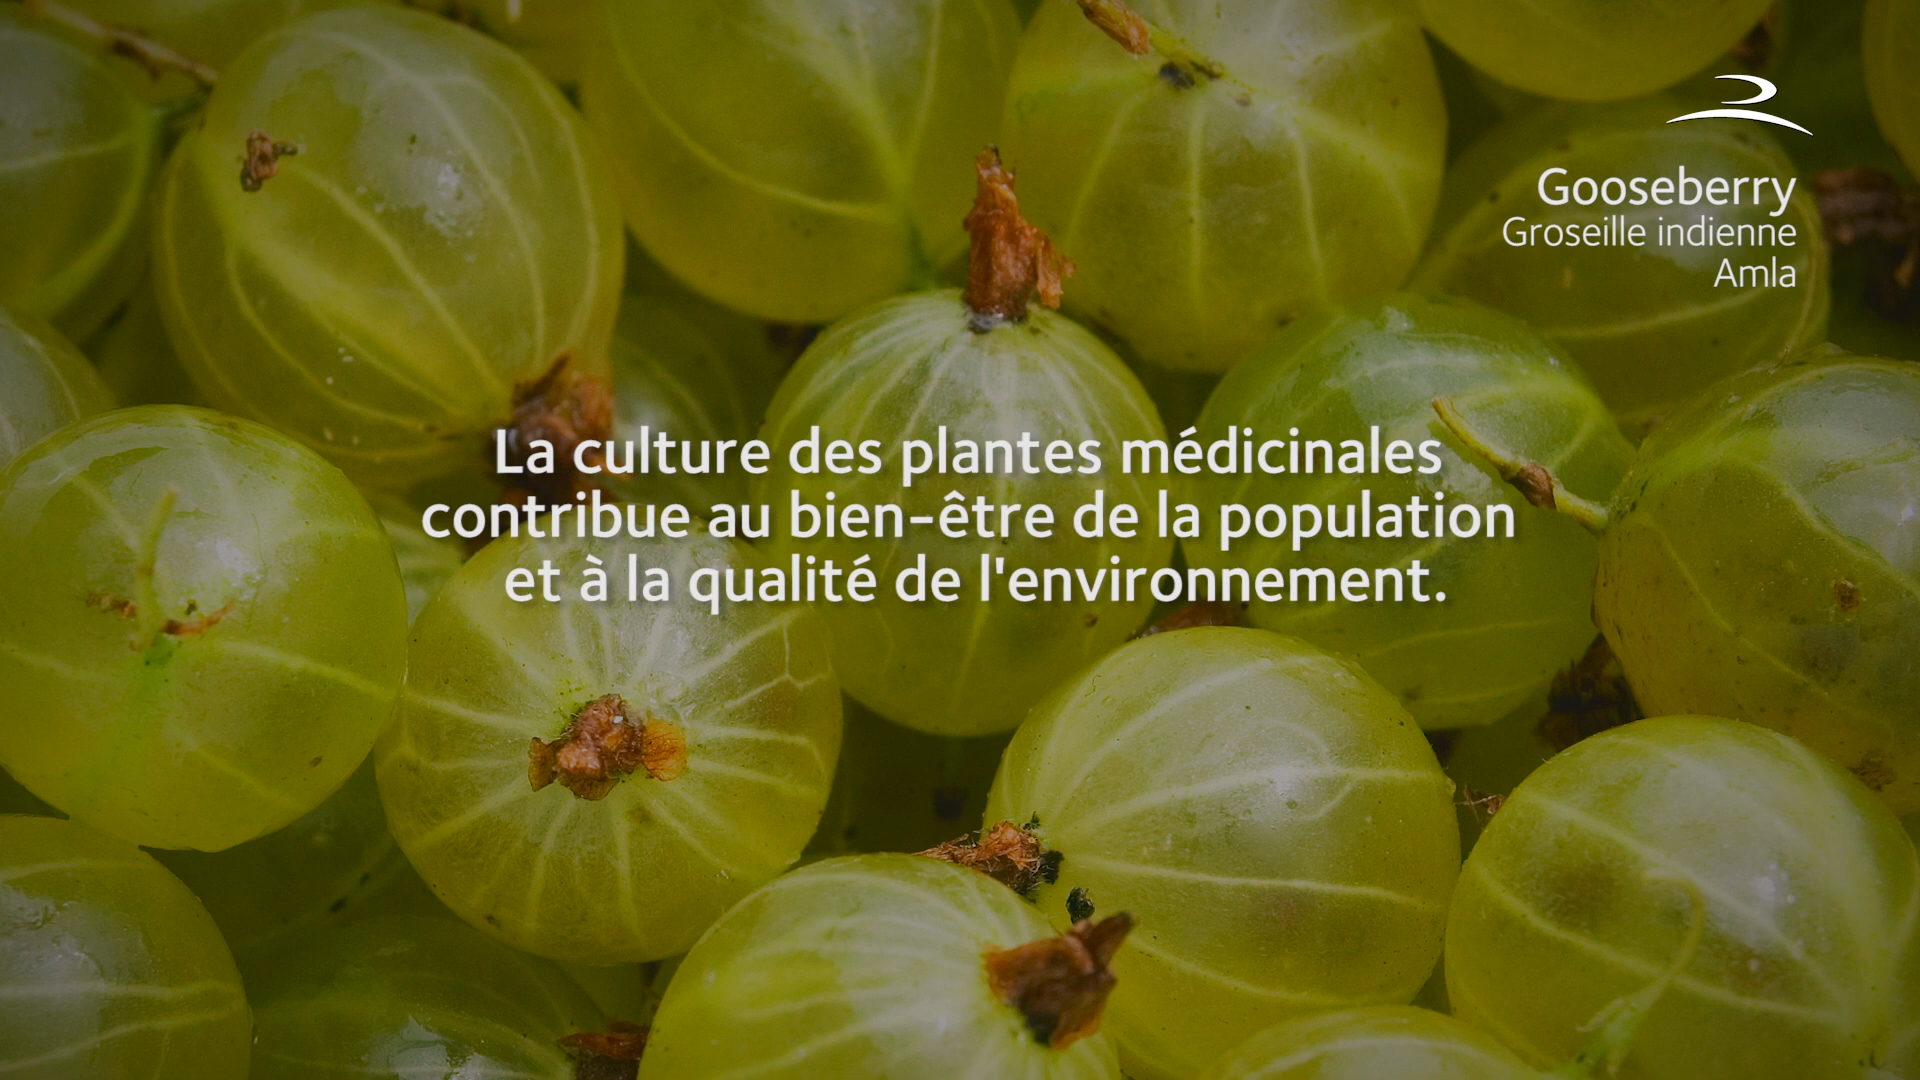 Gooseberry
Groseille indienne
Amla
La culture des plantes médicinales
contribue au bien-être de la population
et à la qualité de l'environnement.